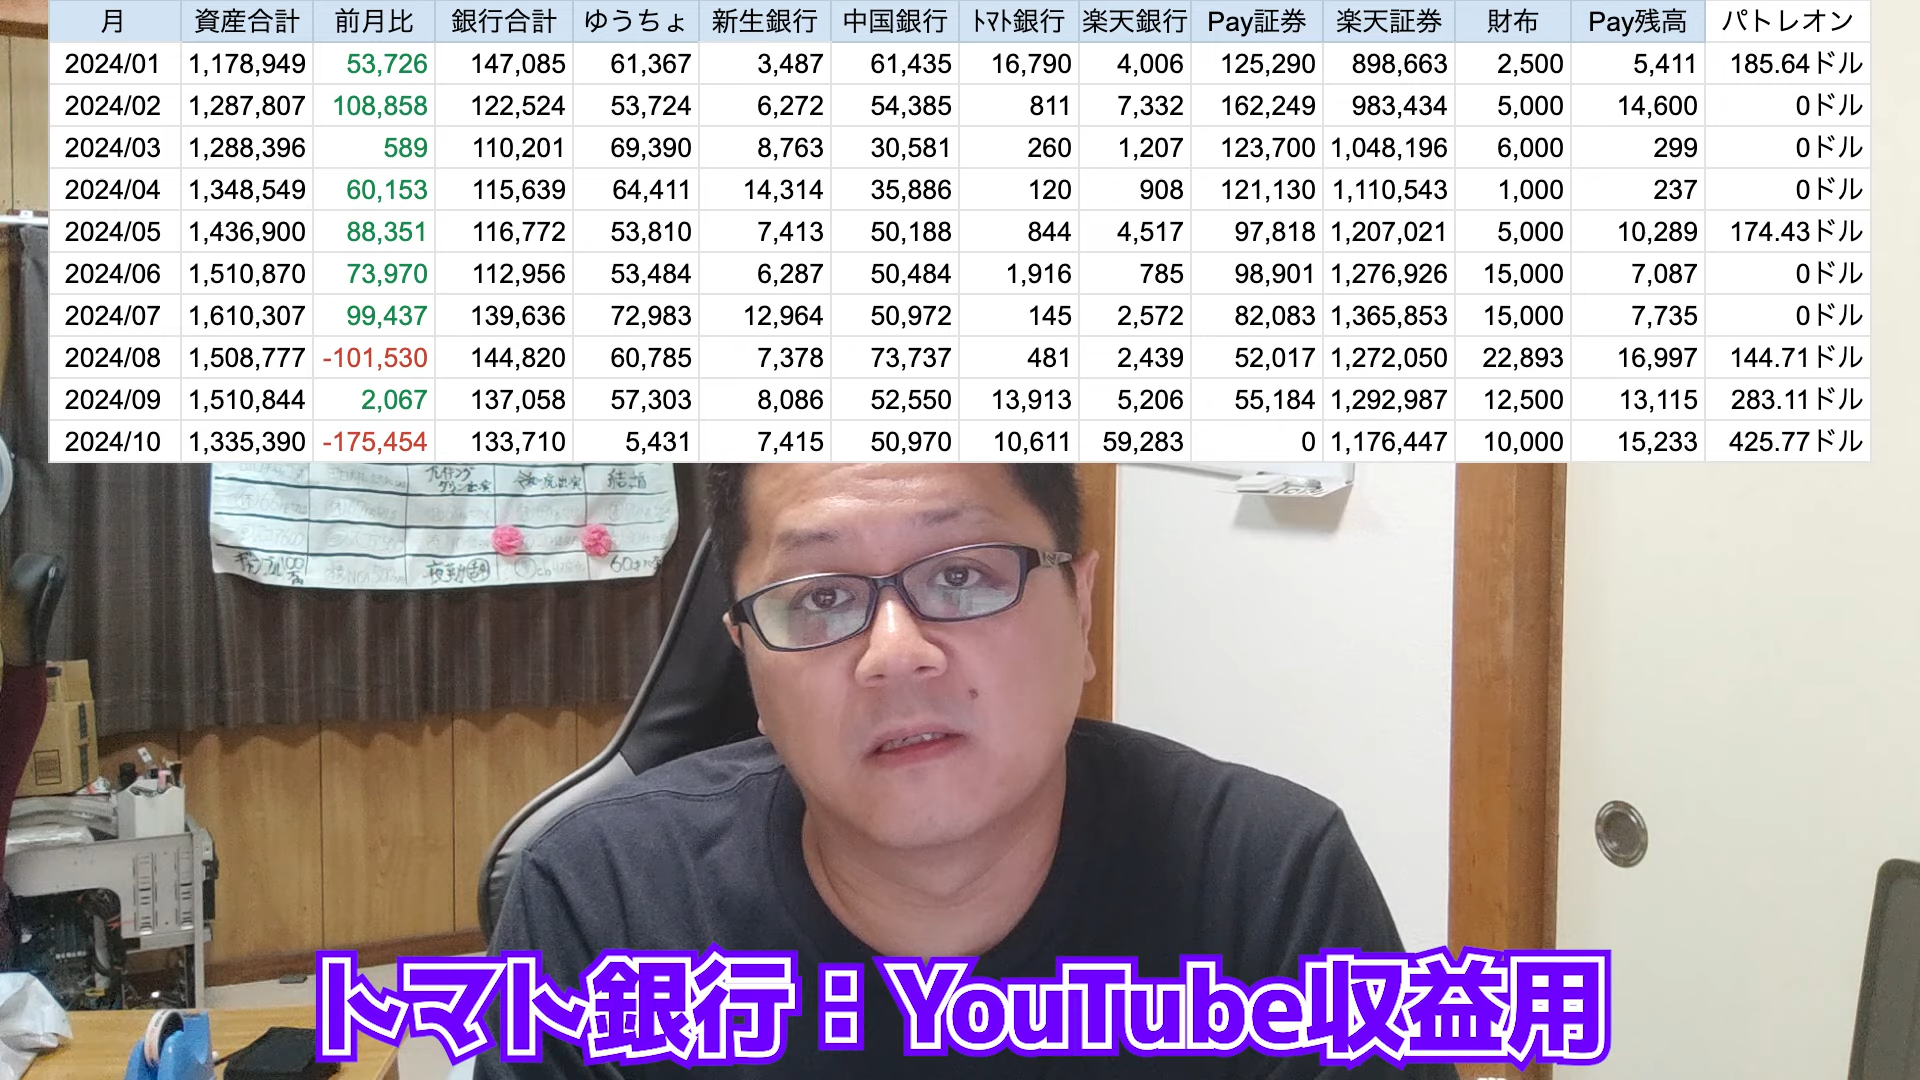 月 資産合計 前月比 銀行合計 ゆうちょ 新生銀行 中国銀行 ﾄﾏﾄ銀行 楽天銀行 Pay証券 楽天証券 財布 Pay残高 パトレオン
2024/01 1,178,949 53,726 147,085 61,367 3,487 61,435 16,790 4,006 125,290 898,663 2,500 5,411 185.64ドル
2024/02 1,287,807 108,858 122,524 53,724 6,272 54,385 811 7,332 162,249 983,434 5,000 14,600 0ドル
2024/03 1,288,396 589 110,201 69,390 8,763 30,581 260 1,207 123,700 1,048,196 6,000 299 0ドル
2024/04 1,348,549 60,153 115,639 64,411 14,314 35,886 120 908 121,130 1,110,543 1,000 237 0ドル
2024/05 1,436,900 88,351 116,772 53,810 7,413 50,188 844 4,517 97,818 1,207,021 5,000 10,289 174.43ドル
2024/06 1,510,870 73,970 112,956 53,484 6,287 50,484 1,916 785 98,901 1,276,926 15,000 7,087 0ドル
2024/07 1,610,307 99,437 139,636 72,983 12,964 50,972 145 2,572 82,083 1,365,853 15,000 7,735 0ドル
2024/08 1,508,777 -101,530 144,820 60,785 7,378 73,737 481 2,439 52,017 1,272,050 22,893 16,997 144.71ドル
2024/09 1,510,844 2,067 137,058 57,303 8,086 52,550 13,913 5,206 55,184 1,292,987 12,500 13,115 283.11ドル
2024/10 1,335,390 -175,454 133,710 5,431 7,415 50,970 10,611 59,283 0 1,176,447 10,000 15,233 425.77ドル
結婚
トマト銀行：YouTube収益用